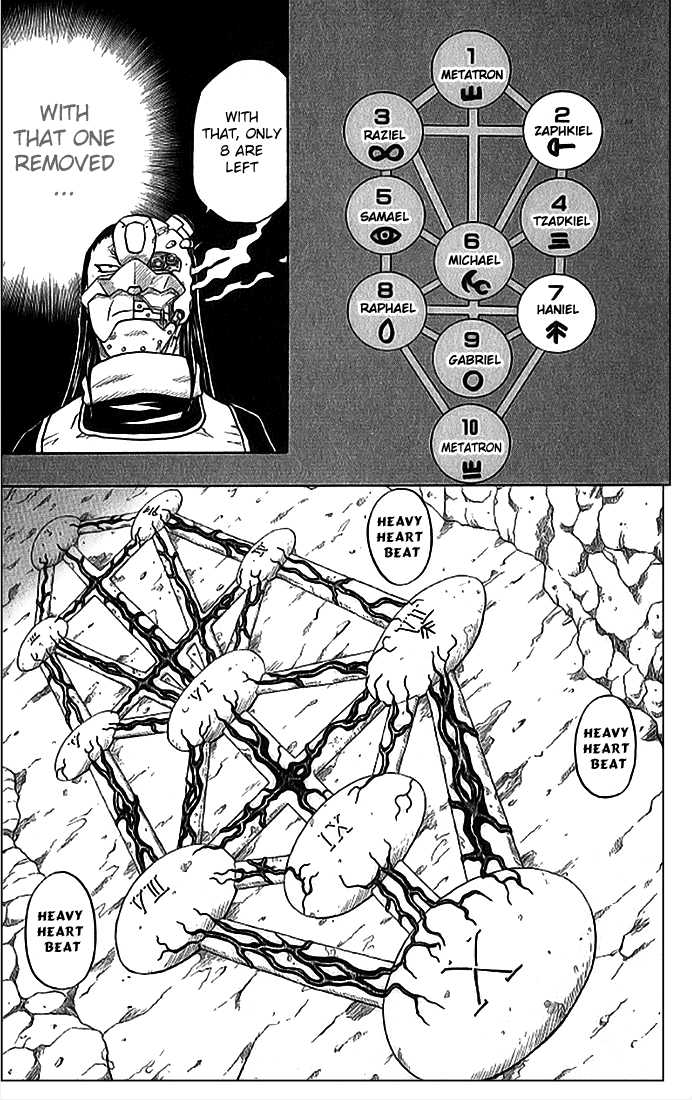 WITH
THAT ONE
REMOVED
...
WITH
THAT, ONLY
8 ARE
LEFT
1
METATRON
3
RAZIEL
2
ZAPHKIEL
5
SAMAEL
4
TZADKIEL
6
MICHAEL
8
RAPHAEL
7
HANIEL
9
GABRIEL
10
METATRON
HEAVY
HEART
BEAT
HEAVY
HEART
BEAT
HEAVY
HEART
BEAT
IX
X